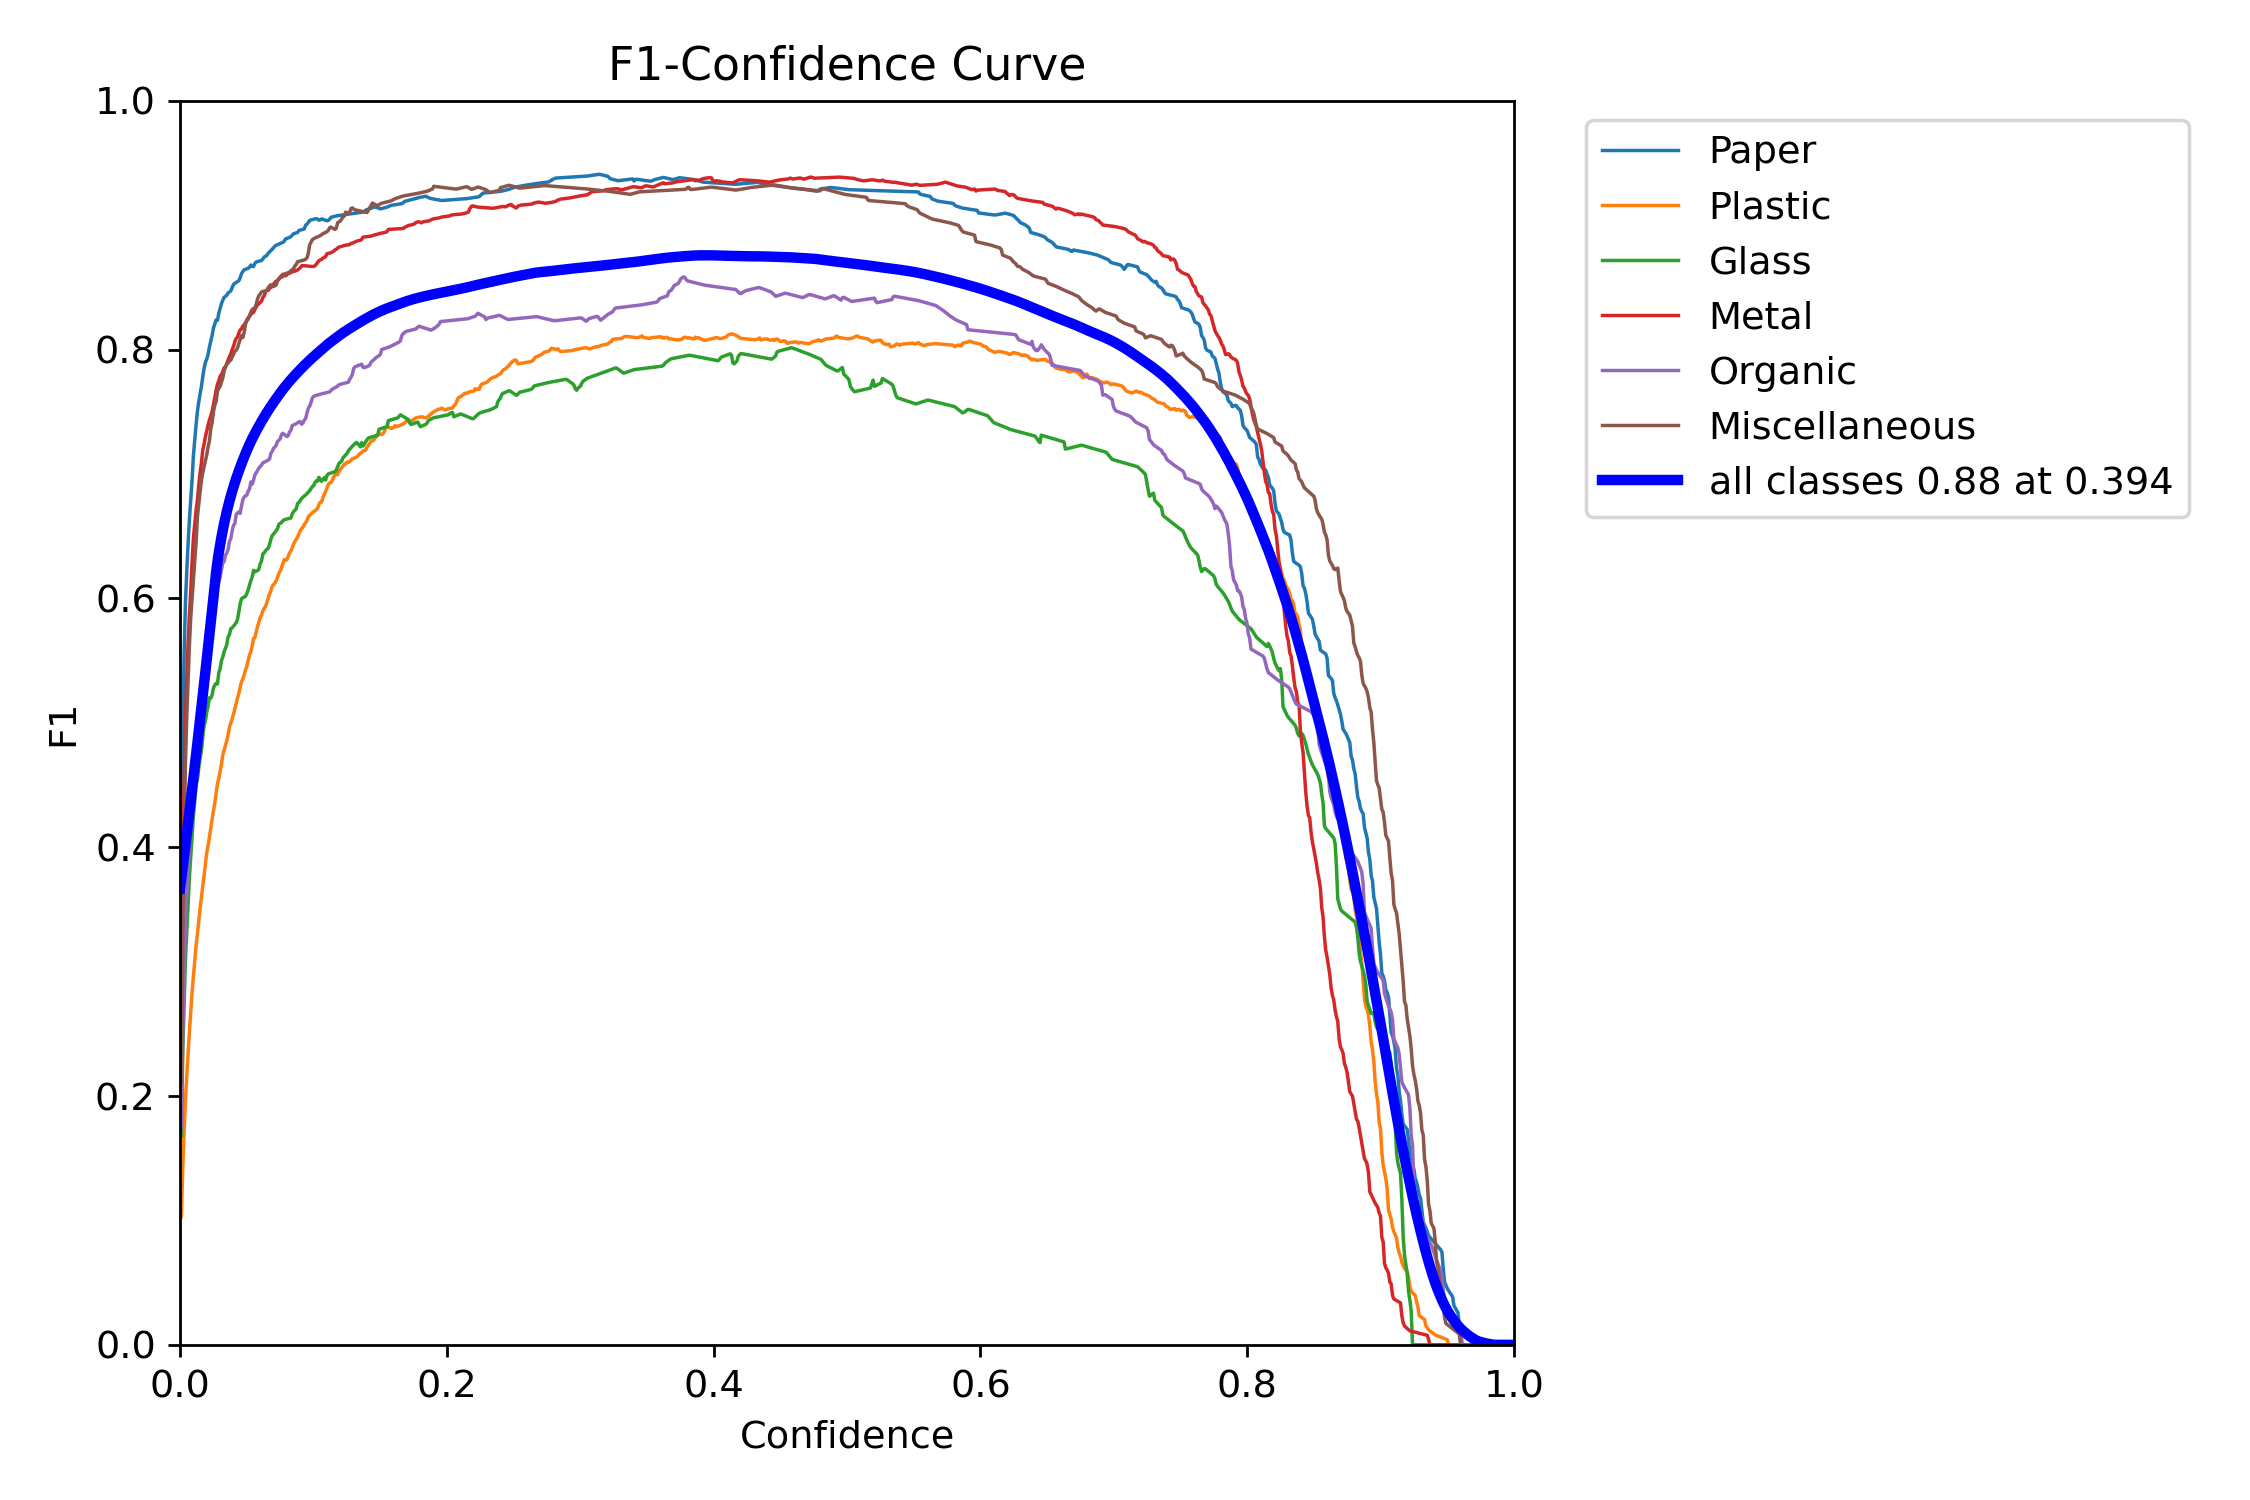 F1-Confidence Curve
1.0
0.8
0.6
0.4
0.2
0.0
F1
0.0 0.2 0.4 0.6 0.8 1.0
Confidence
Paper
Plastic
Glass
Metal
Organic
Miscellaneous
all classes 0.88 at 0.394